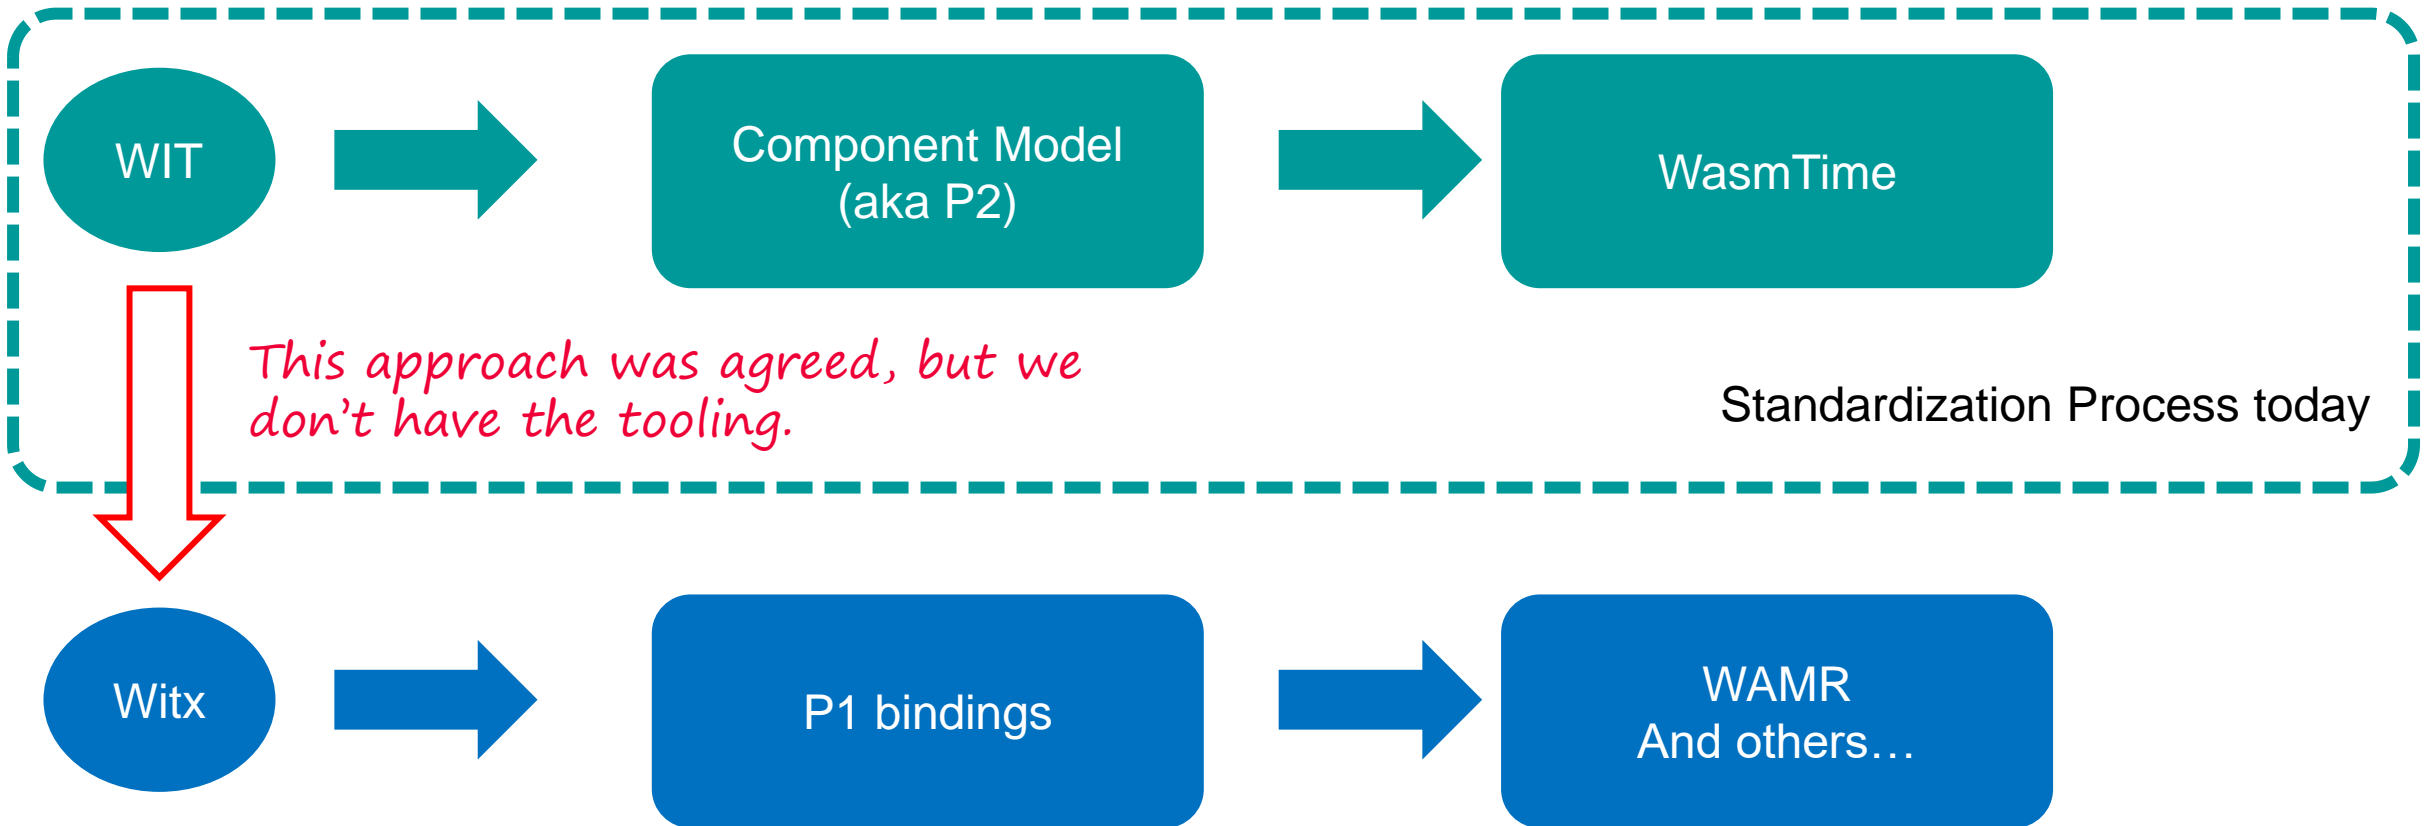 WIT
Component Model
(aka P2)
WasmTime
This approach was agreed, but we
don't have the tooling.
Standardization Process today
Witx
P1 bindings
WAMR
And others…